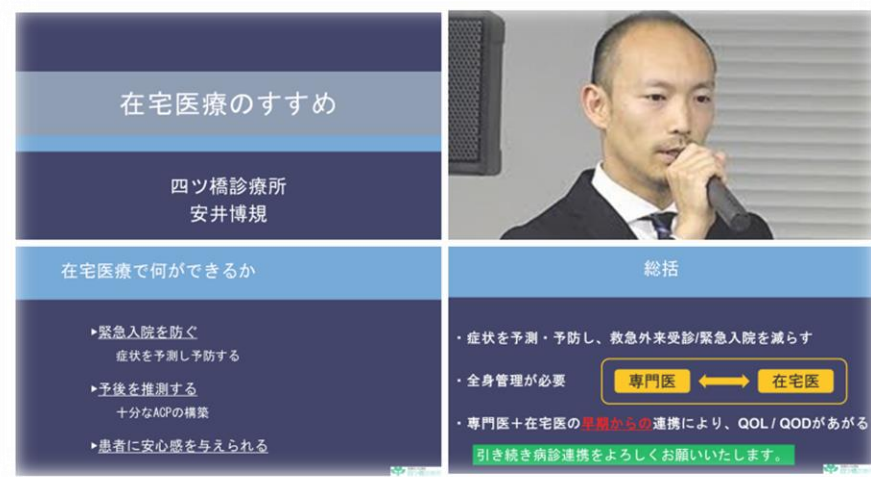 在宅医療のすすめ
四ツ橋診療所
安井博規
在宅医療で何ができるか
▶緊急入院を防ぐ
症状を予測し予防する
▶予後を推測する
十分なACPの構築
▶患者に安心感を与えられる
総括
・症状を予測・予防し、救急外来受診/緊急入院を減らす
・全身管理が必要 専門医 在宅医
・専門医＋在宅医の早期からの連携により、QOL / QODがあがる
引き続き病診連携をよろしくお願いいたします。